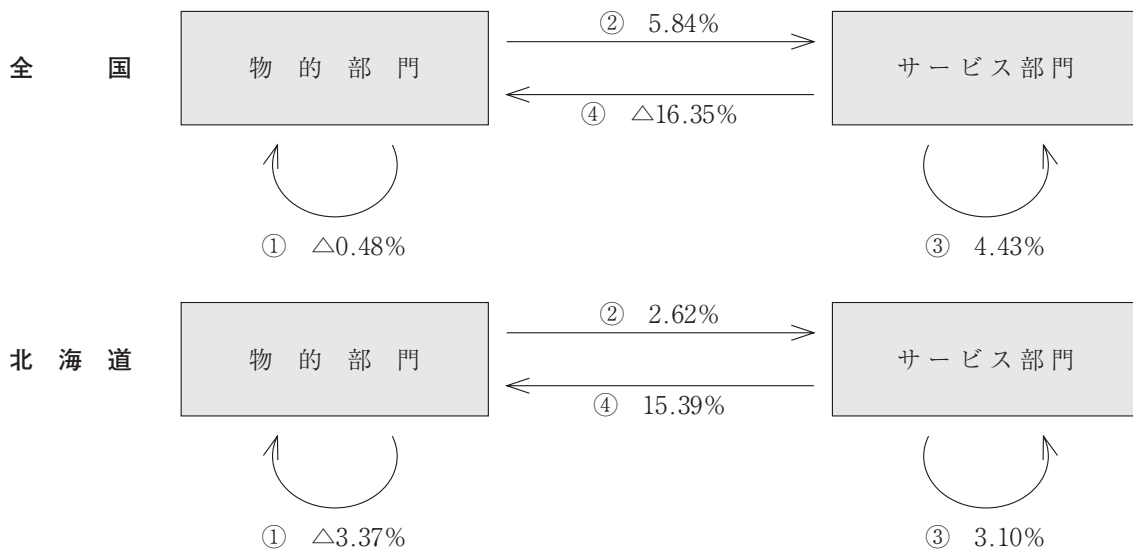 ② 5.84%
全国 物的部門 サービス部門
④ △16.35%
① △0.48% ③ 4.43%
② 2.62%
北海道 物的部門 サービス部門
④ 15.39%
① △3.37% ③ 3.10%